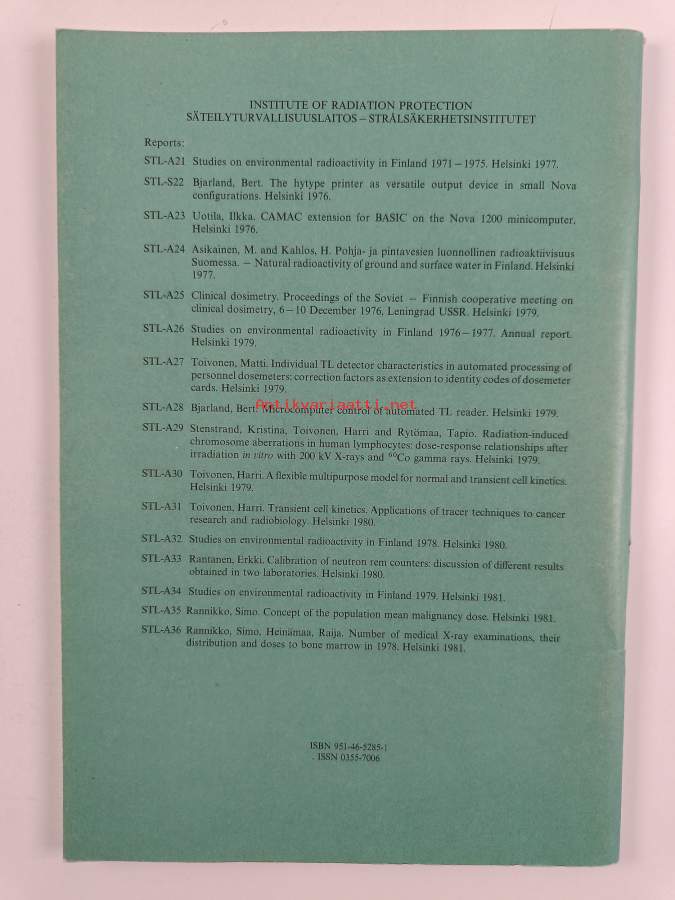 INSTITUTE OF RADIATION PROTECTION
SÄTEILYTURVALLISUUSLAITOS – STRÅLSÄKERHETSINSTITUTET
Reports:
STL-A21 Studies on environmental radioactivity in Finland 1971–1975. Helsinki 1977.
STL-S22 Bjarland, Bert. The hytype printer as versatile output device in small Nova
configurations. Helsinki 1976.
STL-A23 Uotila, Ilkka. CAMAC extension for BASIC on the Nova 1200 minicomputer.
Helsinki 1976.
STL-A24 Asikainen, M. and Kahlos, H. Pohja- ja pintavesien luonnollinen radioaktiivisuus
Suomessa. – Natural radioactivity of ground and surface water in Finland. Helsinki
1977.
STL-A25 Clinical dosimetry. Proceedings of the Soviet – Finnish cooperative meeting on
clinical dosimetry, 6–10 December 1976, Leningrad USSR. Helsinki 1979.
STL-A26 Studies on environmental radioactivity in Finland 1976–1977. Annual report.
Helsinki 1979.
STL-A27 Toivonen, Matti. Individual TL detector characteristics in automated processing of
personnel dosemeters: correction factors as extension to identity codes of dosemeter
cards. Helsinki 1979.
Antikvariaatti.net
STL-A28 Bjarland, Bert. Microcomputer control of automated TL reader. Helsinki 1979.
STL-A29 Stenstrand, Kristina, Toivonen, Harri and Rytömaa, Tapio. Radiation-induced
chromosome aberrations in human lymphocytes: dose-response relationships after
irradiation in vitro with 200 kV X-rays and ⁶⁰Co gamma rays. Helsinki 1979.
STL-A30 Toivonen, Harri. A flexible multipurpose model for normal and transient cell kinetics.
Helsinki 1979.
STL-A31 Toivonen, Harri. Transient cell kinetics. Applications of tracer techniques to cancer
research and radiobiology. Helsinki 1980.
STL-A32 Studies on environmental radioactivity in Finland 1978. Helsinki 1980.
STL-A33 Rantanen, Erkki. Calibration of neutron rem counters: discussion of different results
obtained in two laboratories. Helsinki 1980.
STL-A34 Studies on environmental radioactivity in Finland 1979. Helsinki 1981.
STL-A35 Rannikko, Simo. Concept of the population mean malignancy dose. Helsinki 1981.
STL-A36 Rannikko, Simo, Heinämaa, Raija. Number of medical X-ray examinations, their
distribution and doses to bone marrow in 1978. Helsinki 1981.
ISBN 951-46-5285-1
ISSN 0355-7006